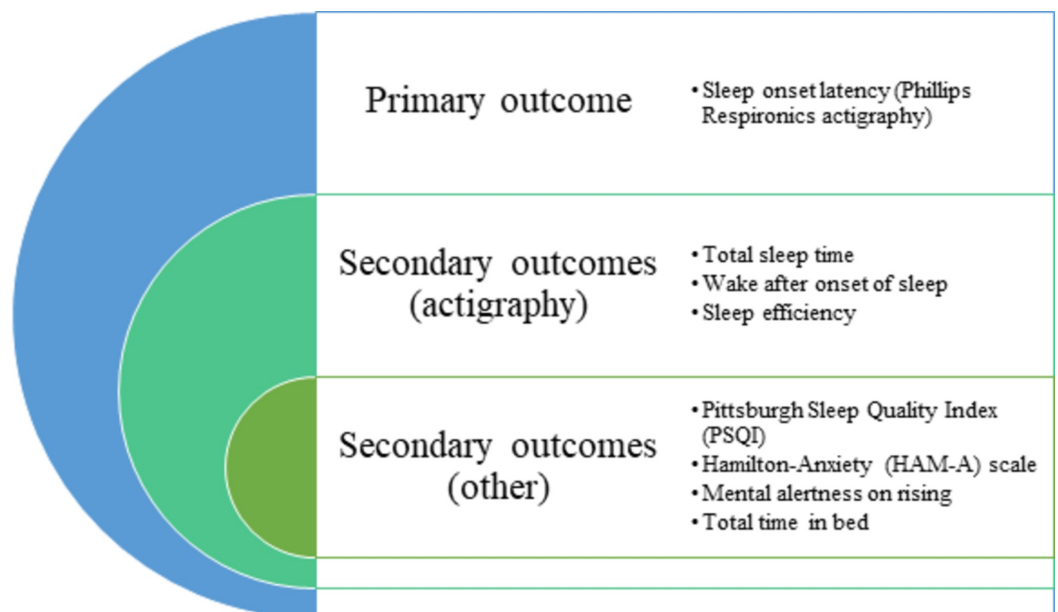 Primary outcome
• Sleep onset latency (Phillips
Respironics actigraphy)
Secondary outcomes
(actigraphy)
• Total sleep time
• Wake after onset of sleep
• Sleep efficiency
Secondary outcomes
(other)
• Pittsburgh Sleep Quality Index
(PSQI)
• Hamilton-Anxiety (HAM-A) scale
• Mental alertness on rising
• Total time in bed